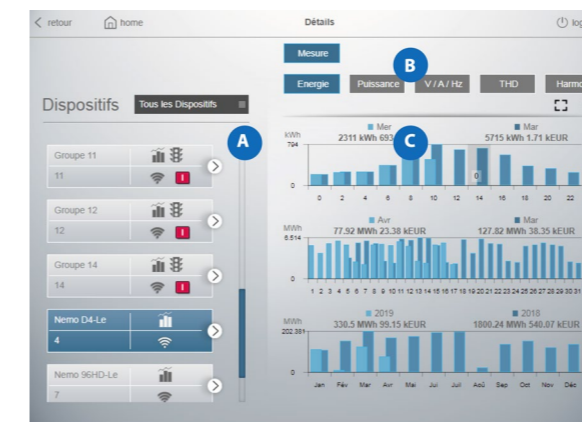 retour
home
Détails
log
Mesure
B
Energie Puissance V / A / Hz THD Harmo
Dispositifs
Tous les Dispositifs
A
C
Groupe 11
11
I
Groupe 12
12
I
Groupe 14
14
I
Nemo D4-Le
4
Nemo 96HD-Le
7
kWh
Mer
2311 kWh 693
Mar
5715 kWh 1.71 kEUR
794
0
0
0 2 4 6 8 10 12 14 16 18 20 22
MWh
Avr
77.92 MWh 23.38 kEUR
Mar
127.82 MWh 38.35 kEUR
6.514
0
1 2 3 4 5 6 7 8 9 10 11 12 13 14 15 16 17 18 19 20 21 22 23 24 25 26 27 28 29 30 31
MWh
2019
330.5 MWh 99.15 kEUR
2018
1800.24 MWh 540.07 kEUR
202.381
0
Jan Fév Mar Avr Mai Jui Juil Aoû Sep Oct Nov Déc